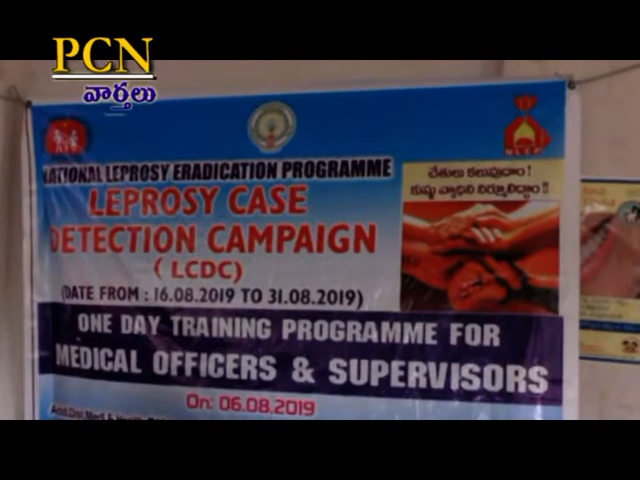 PCN
వార్తలు
NATIONAL LEPROSY ERADICATION PROGRAMME
చేతులు కలుపుదాం !
LEPROSY CASE
కుష్ఠు వ్యాధిని నిర్మూలిద్దాం !!
DETECTION CAMPAIGN
( LCDC)
(DATE FROM : 16.08.2019 TO 31.08.2019)
ONE DAY TRAINING PROGRAMME FOR
MEDICAL OFFICERS & SUPERVISORS
On: 06.08.2019